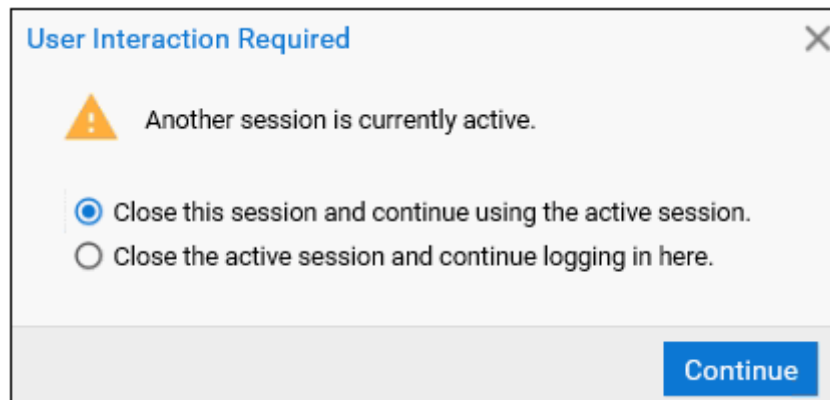 User Interaction Required
Another session is currently active.
Close this session and continue using the active session.
Close the active session and continue logging in here.
Continue